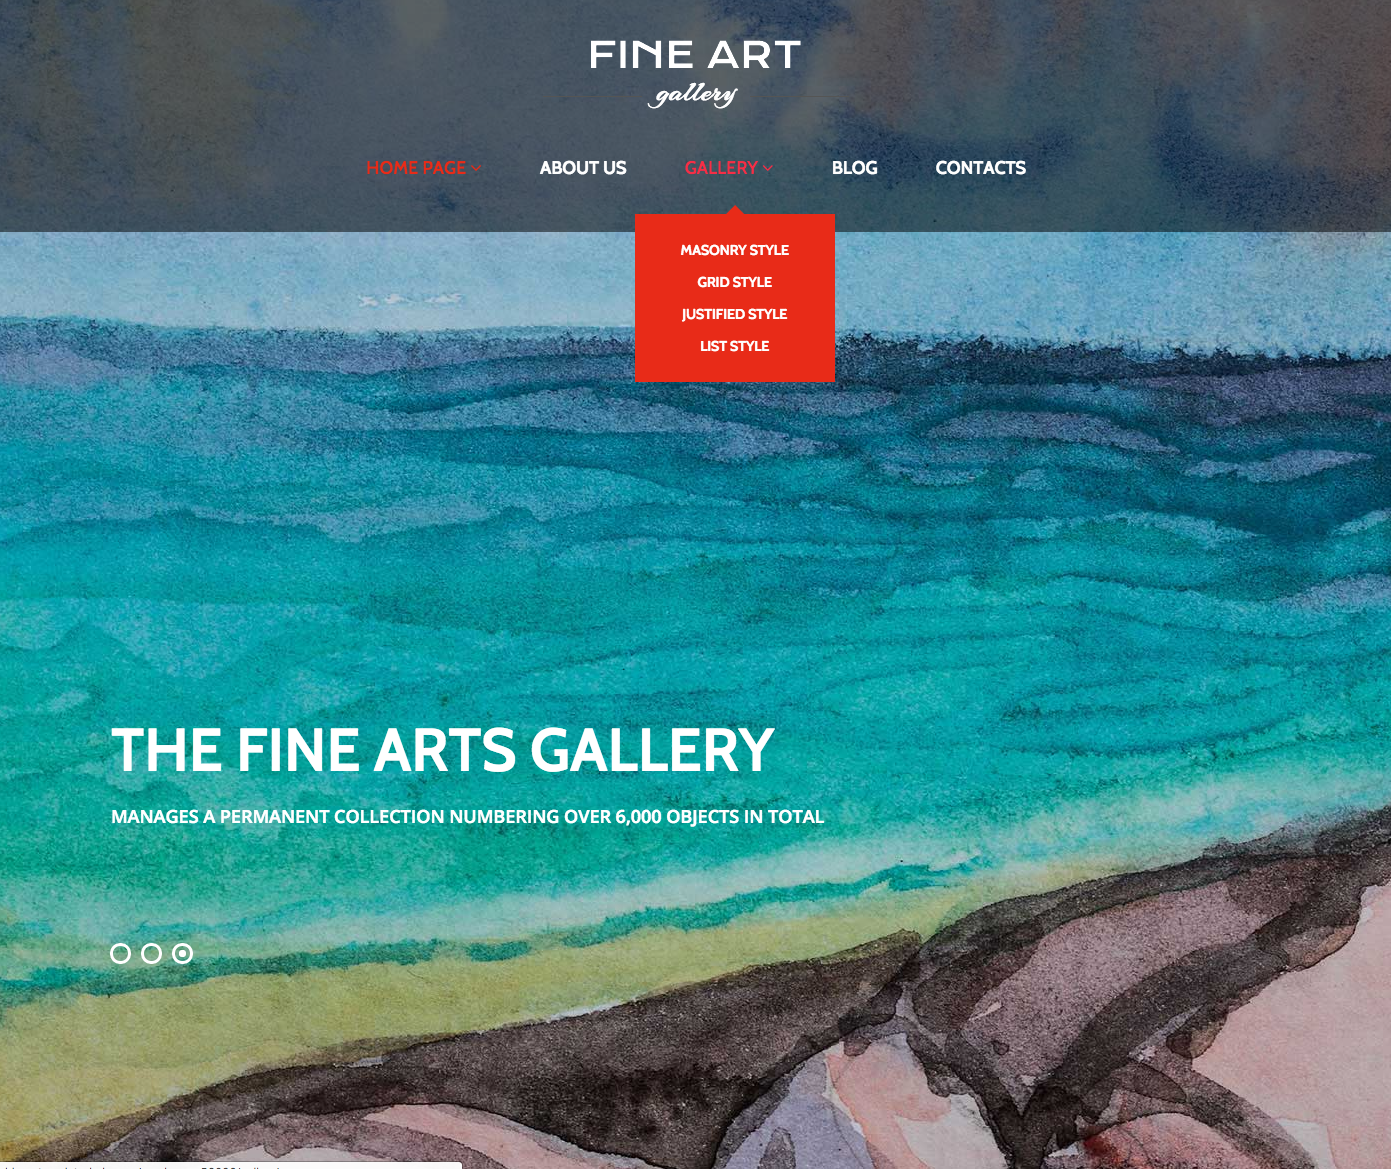 FINE ART
gallery
HOME PAGE ABOUT US GALLERY BLOG CONTACTS
MASONRY STYLE
GRID STYLE
JUSTIFIED STYLE
LIST STYLE
THE FINE ARTS GALLERY
MANAGES A PERMANENT COLLECTION NUMBERING OVER 6,000 OBJECTS IN TOTAL